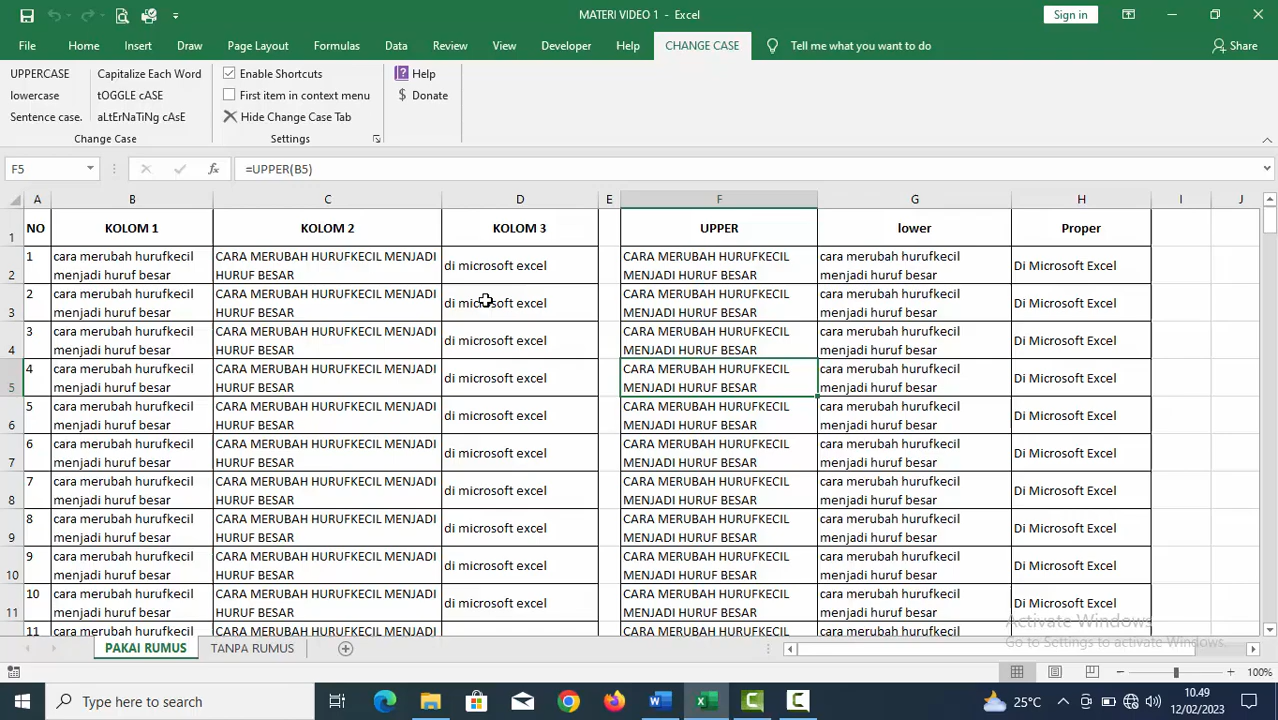 MATERI VIDEO 1 - Excel
Sign in
File Home Insert Draw Page Layout Formulas Data Review View Developer Help CHANGE CASE Tell me what you want to do Share
UPPERCASE Capitalize Each Word Enable Shortcuts Help
lowercase tOGGLE cASE First item in context menu $ Donate
Sentence case. aLtErNaTiNg cAsE Hide Change Case Tab
Change Case Settings
F5 fx =UPPER(B5)
A B C D E F G H I J
1 NO KOLOM 1 KOLOM 2 KOLOM 3 UPPER lower Proper
1 cara merubah hurufkecil CARA MERUBAH HURUFKECIL MENJADI CARA MERUBAH HURUFKECIL cara merubah hurufkecil
2 menjadi huruf besar HURUF BESAR di microsoft excel MENJADI HURUF BESAR menjadi huruf besar Di Microsoft Excel
2 cara merubah hurufkecil CARA MERUBAH HURUFKECIL MENJADI CARA MERUBAH HURUFKECIL cara merubah hurufkecil
3 menjadi huruf besar HURUF BESAR di microsoft excel MENJADI HURUF BESAR menjadi huruf besar Di Microsoft Excel
3 cara merubah hurufkecil CARA MERUBAH HURUFKECIL MENJADI CARA MERUBAH HURUFKECIL cara merubah hurufkecil
4 menjadi huruf besar HURUF BESAR di microsoft excel MENJADI HURUF BESAR menjadi huruf besar Di Microsoft Excel
4 cara merubah hurufkecil CARA MERUBAH HURUFKECIL MENJADI CARA MERUBAH HURUFKECIL cara merubah hurufkecil
5 menjadi huruf besar HURUF BESAR di microsoft excel MENJADI HURUF BESAR menjadi huruf besar Di Microsoft Excel
5 cara merubah hurufkecil CARA MERUBAH HURUFKECIL MENJADI CARA MERUBAH HURUFKECIL cara merubah hurufkecil
6 menjadi huruf besar HURUF BESAR di microsoft excel MENJADI HURUF BESAR menjadi huruf besar Di Microsoft Excel
6 cara merubah hurufkecil CARA MERUBAH HURUFKECIL MENJADI CARA MERUBAH HURUFKECIL cara merubah hurufkecil
7 menjadi huruf besar HURUF BESAR di microsoft excel MENJADI HURUF BESAR menjadi huruf besar Di Microsoft Excel
7 cara merubah hurufkecil CARA MERUBAH HURUFKECIL MENJADI CARA MERUBAH HURUFKECIL cara merubah hurufkecil
8 menjadi huruf besar HURUF BESAR di microsoft excel MENJADI HURUF BESAR menjadi huruf besar Di Microsoft Excel
8 cara merubah hurufkecil CARA MERUBAH HURUFKECIL MENJADI CARA MERUBAH HURUFKECIL cara merubah hurufkecil
9 menjadi huruf besar HURUF BESAR di microsoft excel MENJADI HURUF BESAR menjadi huruf besar Di Microsoft Excel
9 cara merubah hurufkecil CARA MERUBAH HURUFKECIL MENJADI CARA MERUBAH HURUFKECIL cara merubah hurufkecil
10 menjadi huruf besar HURUF BESAR di microsoft excel MENJADI HURUF BESAR menjadi huruf besar Di Microsoft Excel
10 cara merubah hurufkecil CARA MERUBAH HURUFKECIL MENJADI CARA MERUBAH HURUFKECIL cara merubah hurufkecil
11 menjadi huruf besar HURUF BESAR di microsoft excel MENJADI HURUF BESAR menjadi huruf besar Di Microsoft Excel
11 cara merubah hurufkecil CARA MERUBAH HURUFKECIL MENJADI CARA MERUBAH HURUFKECIL cara merubah hurufkecil
Activate Windows
Go to Settings to activate Windows.
PAKAI RUMUS TANPA RUMUS
100%
Type here to search
25°C
10.49
12/02/2023